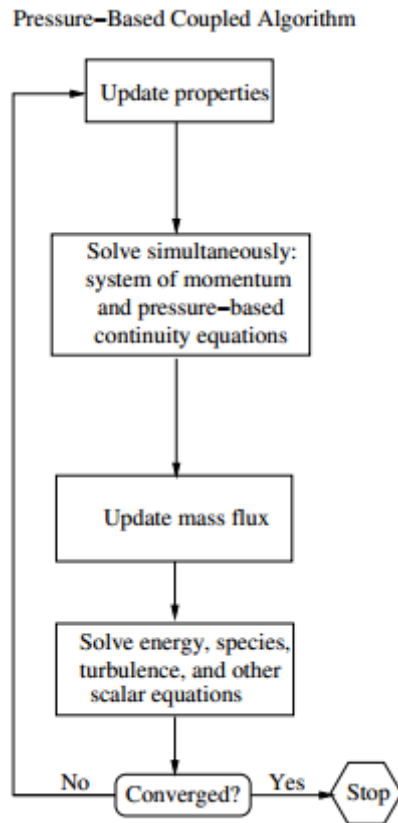 Pressure−Based Coupled Algorithm
Update properties
Solve simultaneously:
system of momentum
and pressure−based
continuity equations
Update mass flux
Solve energy, species,
turbulence, and other
scalar equations
No
Converged?
Yes
Stop